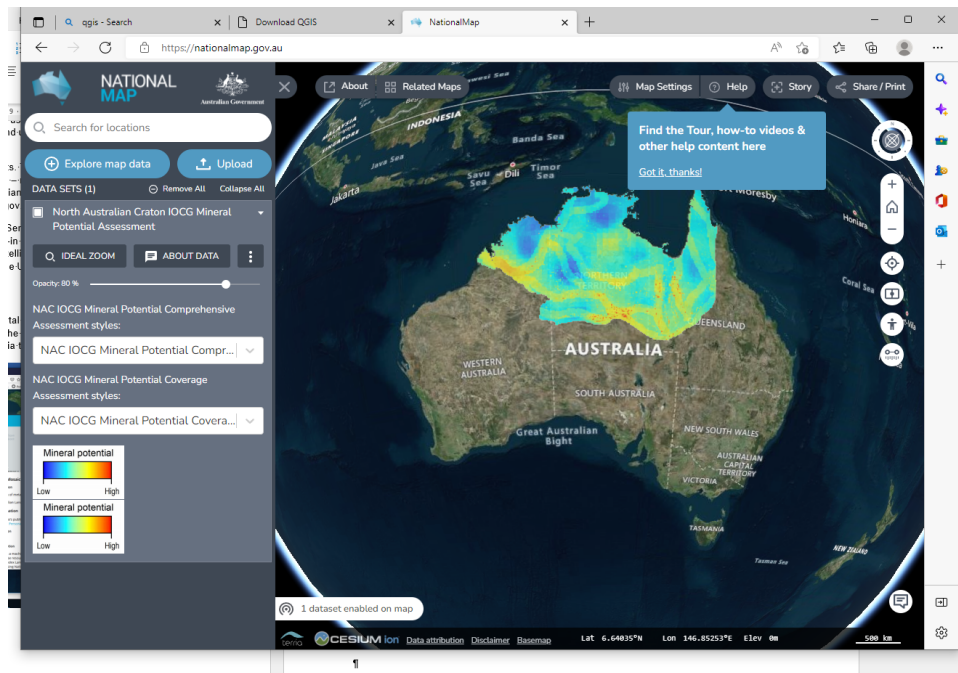 qgis - Search
Download QGIS
NationalMap
https://nationalmap.gov.au
NATIONAL
MAP
Australian Government
Search for locations
Explore map data
Upload
DATA SETS (1)
Remove All
Collapse All
North Australian Craton IOCG Mineral
Potential Assessment
IDEAL ZOOM
ABOUT DATA
Opacity: 80 %
NAC IOCG Mineral Potential Comprehensive
Assessment styles:
NAC IOCG Mineral Potential Compr...
NAC IOCG Mineral Potential Coverage
Assessment styles:
NAC IOCG Mineral Potential Covera...
Mineral potential
Low High
Mineral potential
Low High
About
Related Maps
Map Settings
Help
Story
Share / Print
Find the Tour, how-to videos &
other help content here
Got it, thanks!
INDONESIA
Banda Sea
Java Sea
Savu
Sea
Dili
Timor
Sea
Jakarta
Moresby
Honiara
Coral Sea
NORTHERN
TERRITORY
QUEENSLAND
AUSTRALIA
WESTERN
AUSTRALIA
SOUTH AUSTRALIA
Great Australian
Bight
NEW SOUTH WALES
AUSTRALIAN
CAPITAL
TERRITORY
VICTORIA
TASMANIA
Tasman Sea
NEW ZEALAND
1 dataset enabled on map
terria
CESIUM ion
Data attribution
Disclaimer
Basemap
Lat 6.64035°N Lon 146.85253°E Elev 0m
500 km
¶